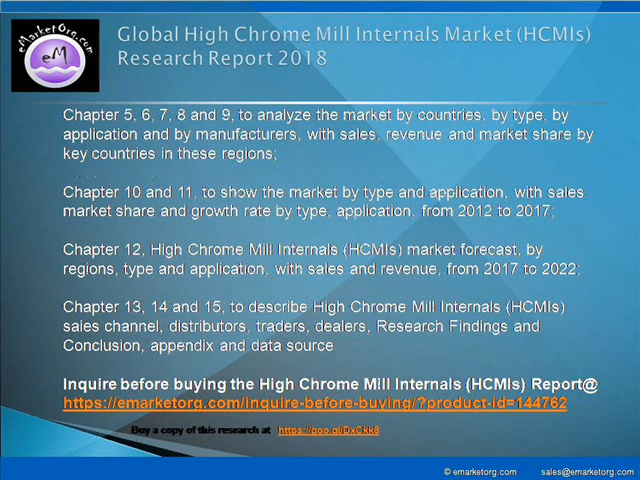 eMarketOrg.com
eM
Global High Chrome Mill Internals Market (HCMIs)
Research Report 2018
Chapter 5, 6, 7, 8 and 9, to analyze the market by countries, by type, by
application and by manufacturers, with sales, revenue and market share by
key countries in these regions;
Chapter 10 and 11, to show the market by type and application, with sales
market share and growth rate by type, application, from 2012 to 2017;
Chapter 12, High Chrome Mill Internals (HCMIs) market forecast, by
regions, type and application, with sales and revenue, from 2017 to 2022;
Chapter 13, 14 and 15, to describe High Chrome Mill Internals (HCMIs)
sales channel, distributors, traders, dealers, Research Findings and
Conclusion, appendix and data source
Inquire before buying the High Chrome Mill Internals (HCMIs) Report@
https://emarketorg.com/inquire-before-buying/?product-id=144762
Buy a copy of this research at https://goo.gl/DxCkk8
© emarketorg.com sales@emarketorg.com